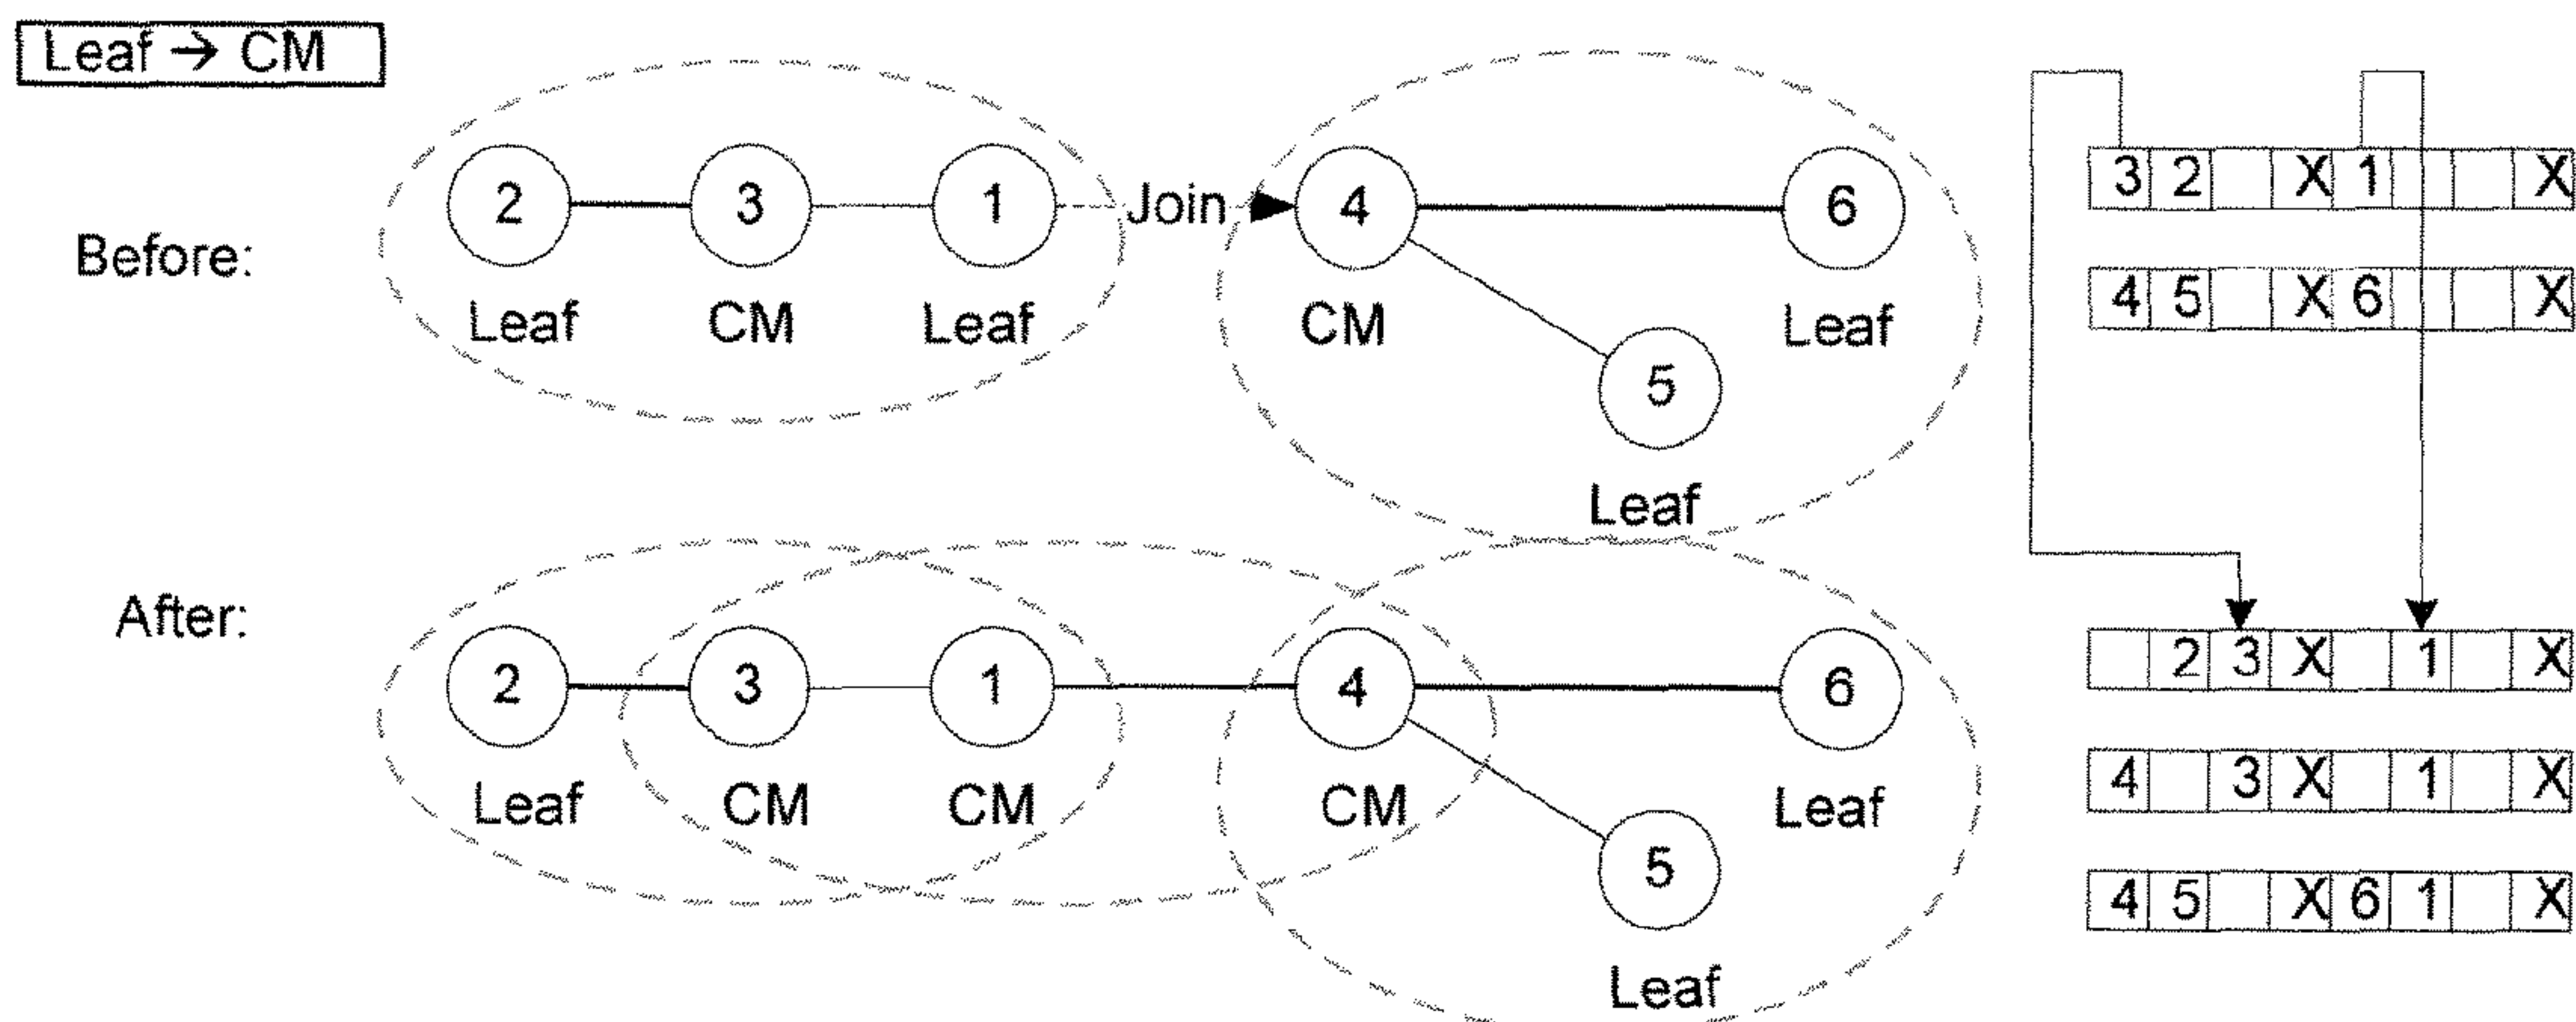 Leaf → CM
Before:
2 3 1 Join 4 6
Leaf CM Leaf CM Leaf
5
Leaf
3 2 X 1 X
4 5 X 6 X
After:
2 3 1 4 6
Leaf CM CM CM Leaf
5
Leaf
2 3 X 1 X
4 3 X 1 X
4 5 X 6 1 X